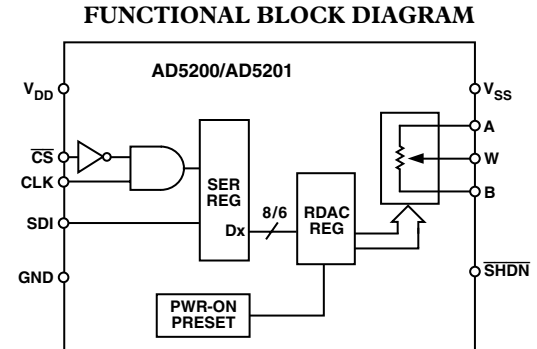 FUNCTIONAL BLOCK DIAGRAM
AD5200/AD5201
VDD
VSS
A
CS
W
CLK
SER
REG
B
8/6
RDAC
REG
SDI
Dx
GND
SHDN
PWR-ON
PRESET